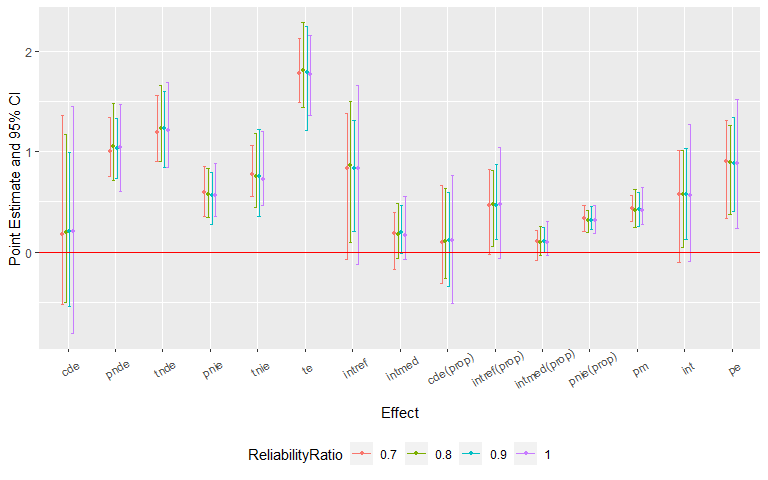 Point Estimate and 95% CI
2
1
0
cde
pnde
tnde
pnie
tnie
te
intref
intmed
cde(prop)
intref(prop)
intmed(prop)
pnie(prop)
pm
int
pe
Effect
ReliabilityRatio 0.7 0.8 0.9 1